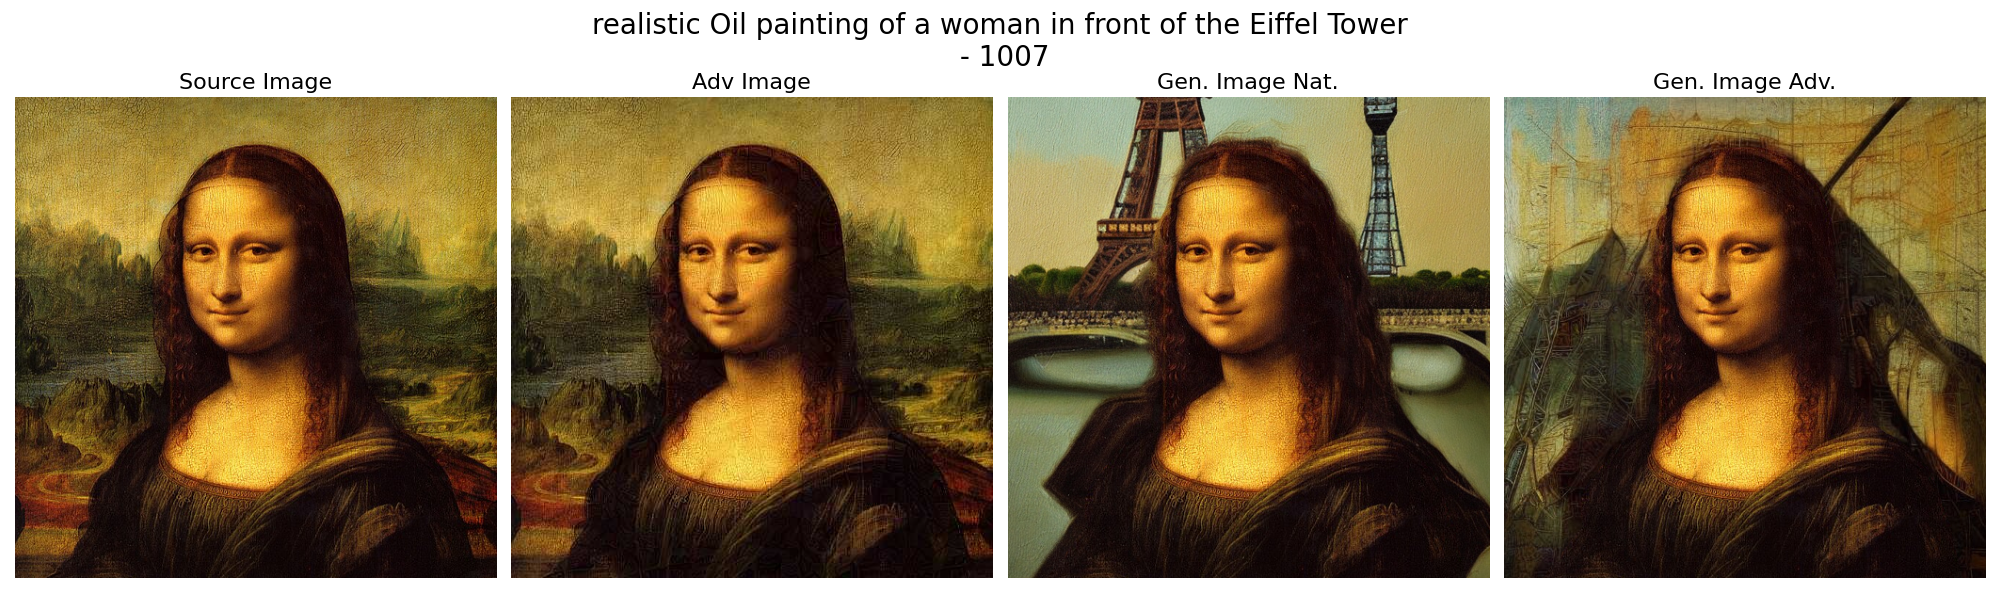 realistic Oil painting of a woman in front of the Eiffel Tower
- 1007
Source Image
Adv Image
Gen. Image Nat.
Gen. Image Adv.